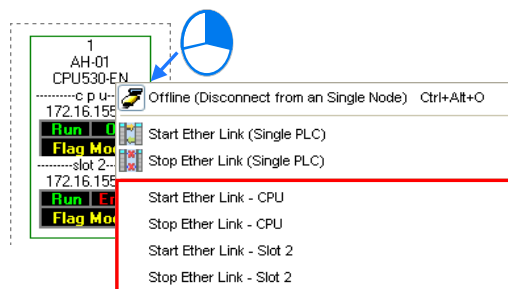 1
AH-01
CPU530-EN
---------c p u--
172.16.155
Run
Flag Mo
--------slot 2--
172.16.155
Run
Flag Mo
Offline (Disconnect from an Single Node) Ctrl+Alt+O
Start Ether Link (Single PLC)
Stop Ether Link (Single PLC)
Start Ether Link - CPU
Stop Ether Link - CPU
Start Ether Link - Slot 2
Stop Ether Link - Slot 2